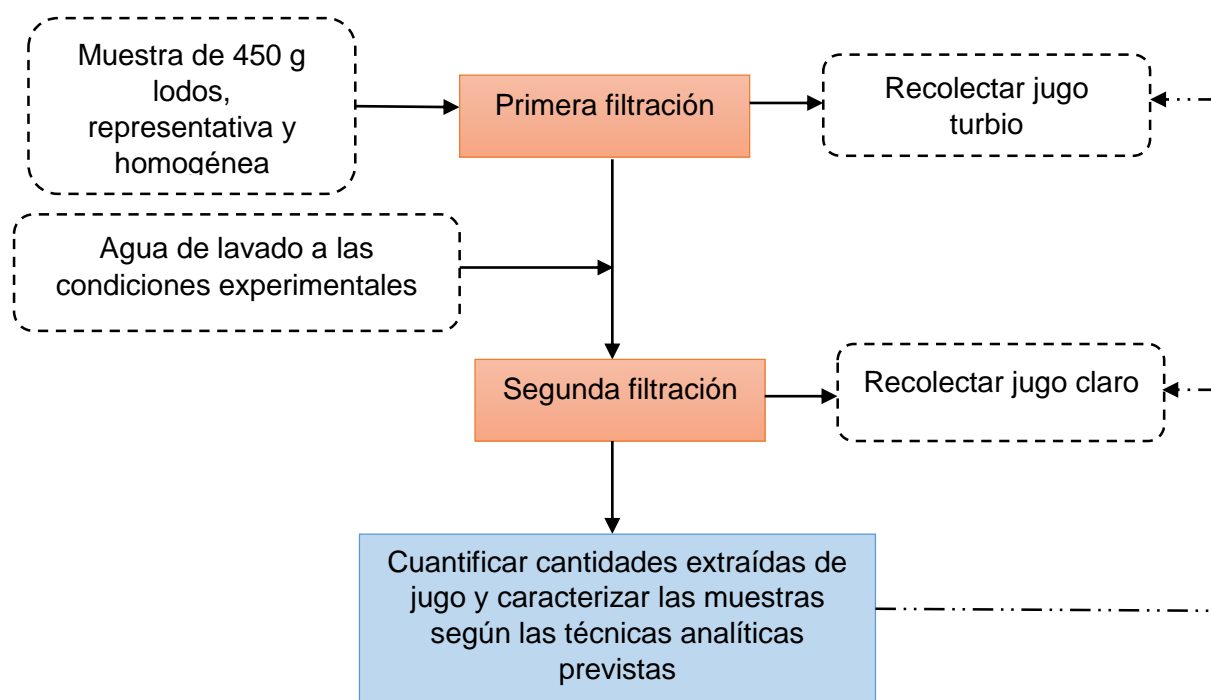 Muestra de 450 g
lodos,
representativa y
homogénea
Primera filtración
Recolectar jugo
turbio
Agua de lavado a las
condiciones experimentales
Segunda filtración
Recolectar jugo claro
Cuantificar cantidades extraídas de
jugo y caracterizar las muestras
según las técnicas analíticas
previstas